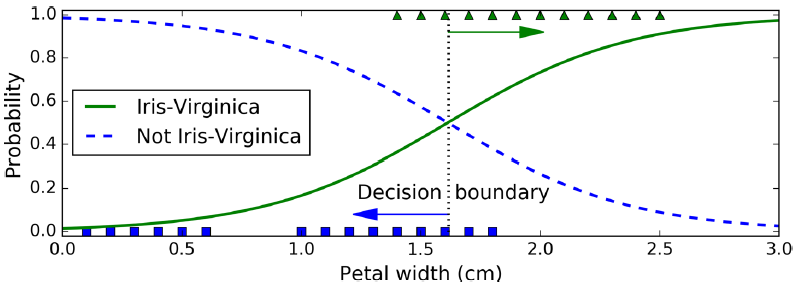 1.0
0.8
0.6
0.4
0.2
0.0
Probability
Iris-Virginica
Not Iris-Virginica
Decision boundary
0.0 0.5 1.0 1.5 2.0 2.5 3.0
Petal width (cm)